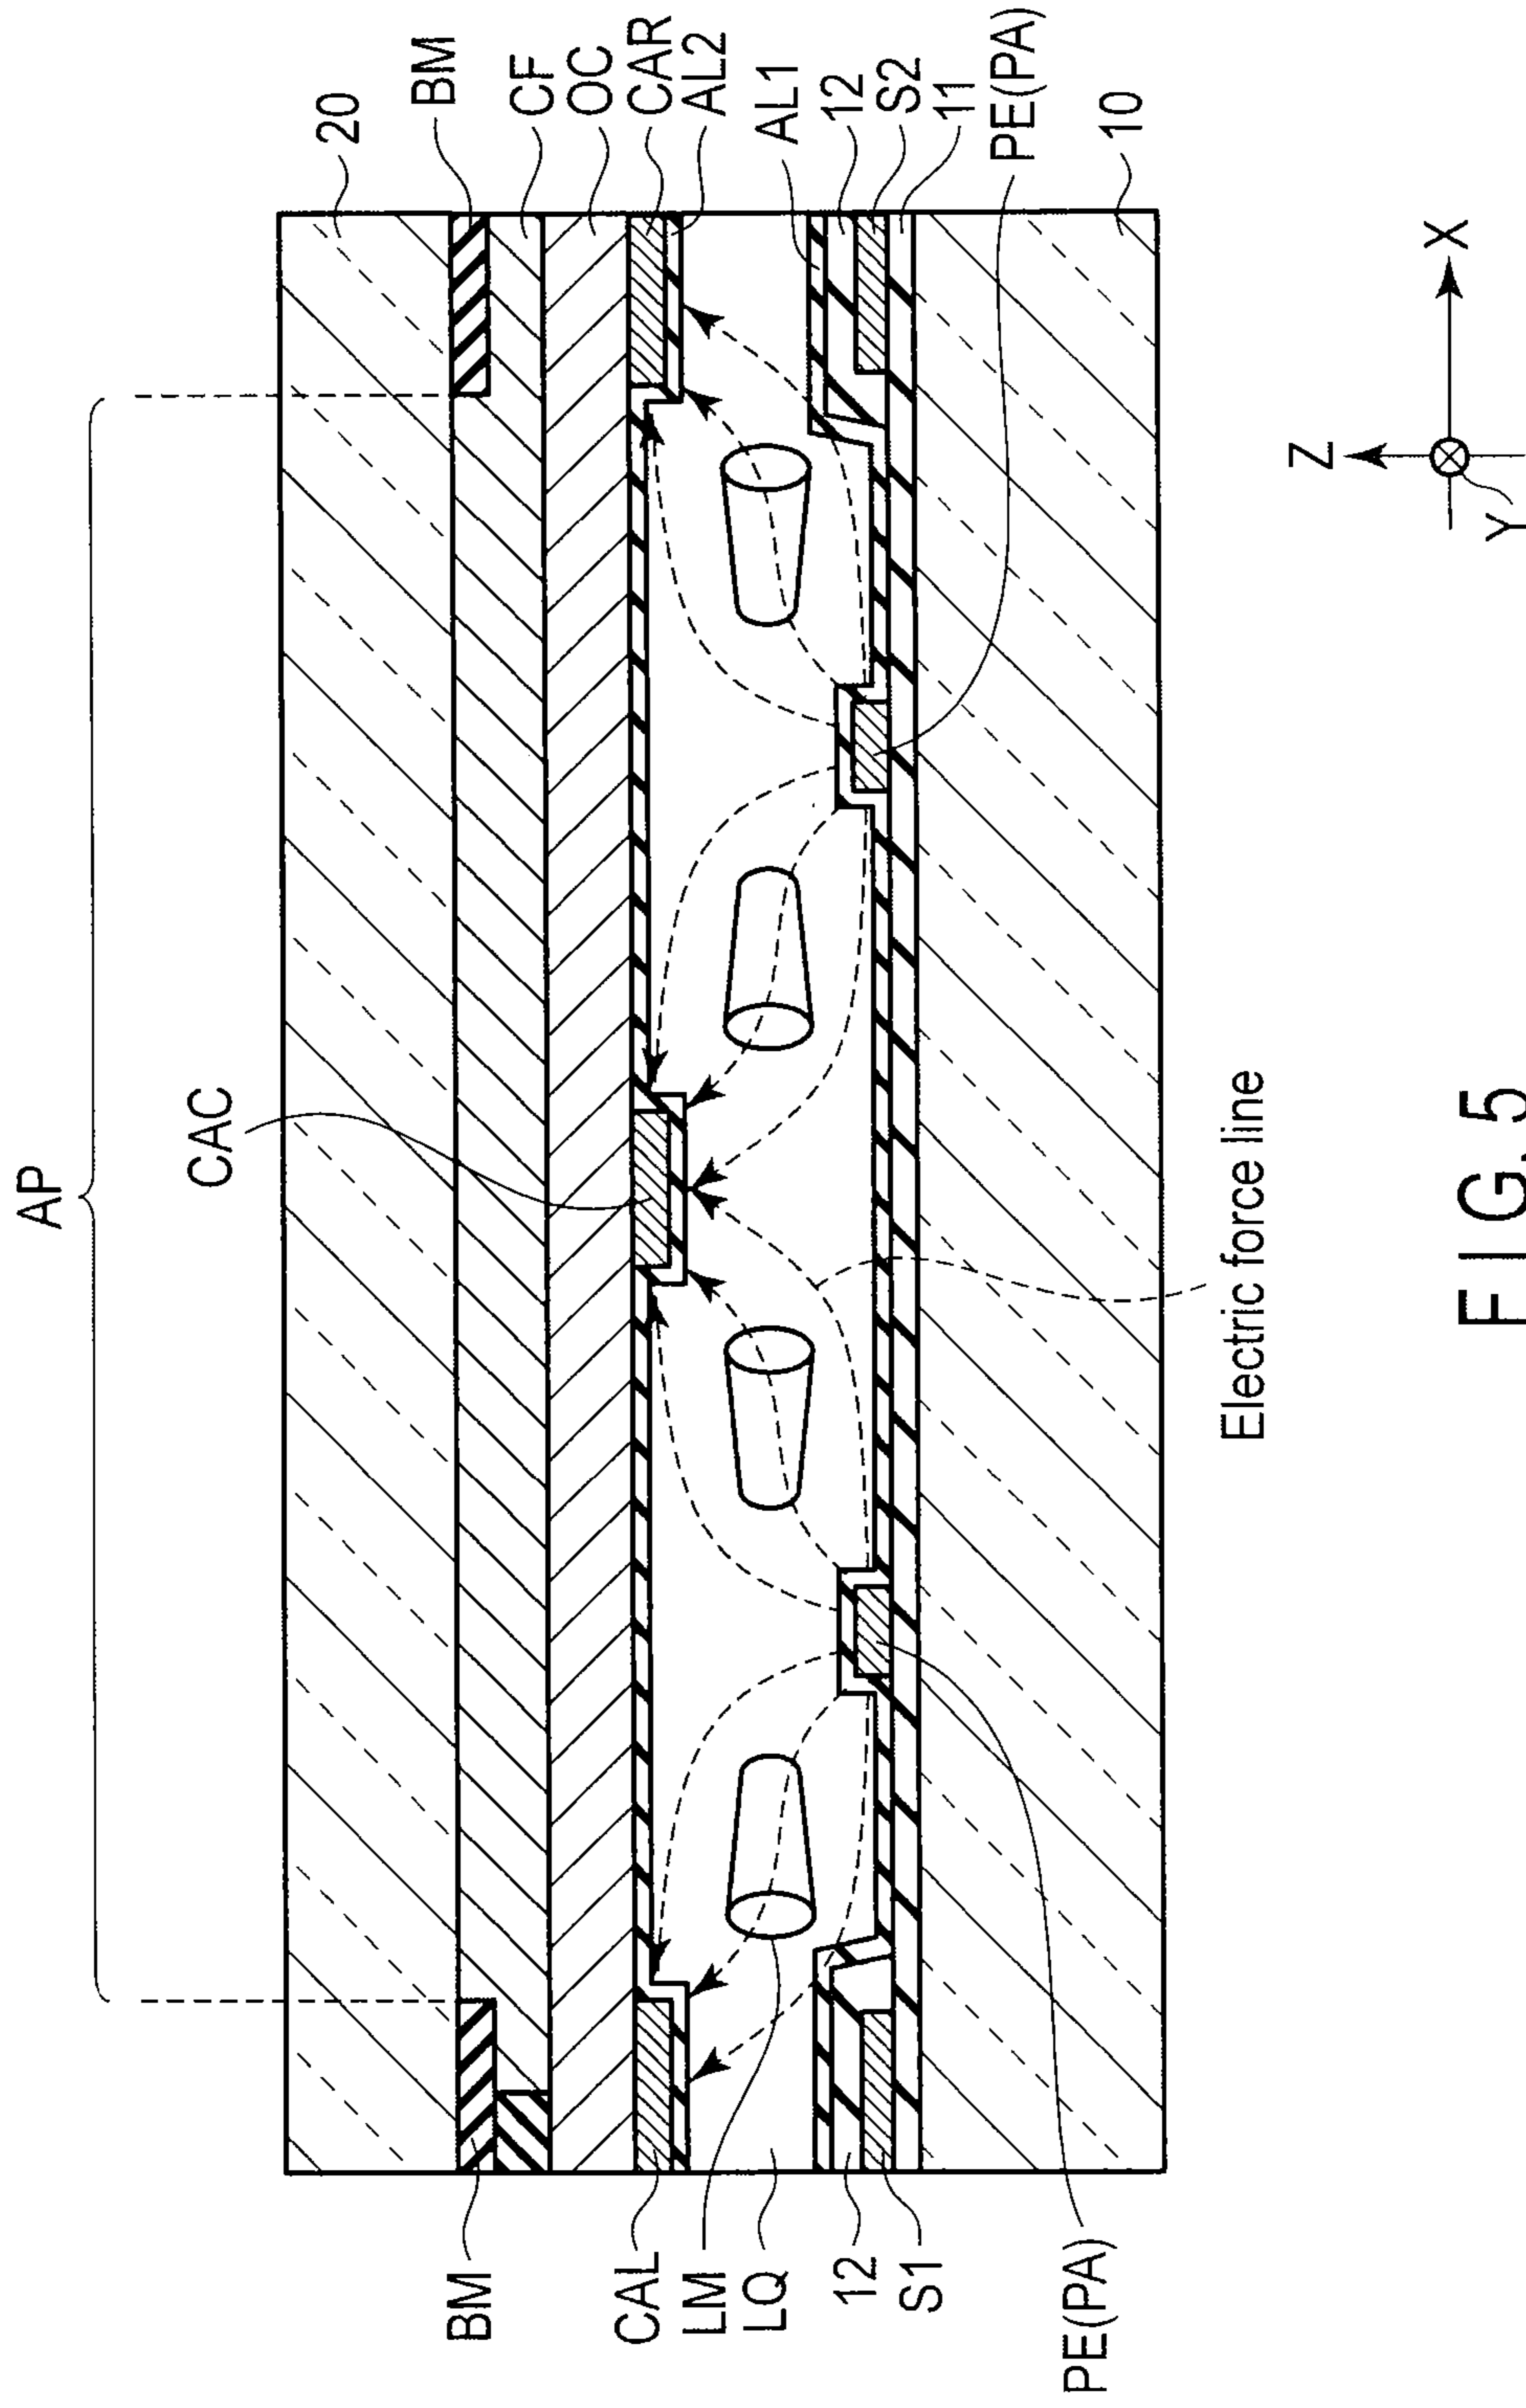 AP
20
BM
CF
OC
CAR
AL2
AL1
12
S2
11
PE(PA)
10
CAC
BM
CAL
LM
LQ
12
S1
PE(PA)
Electric force line
Z
X
Y
FIG. 5